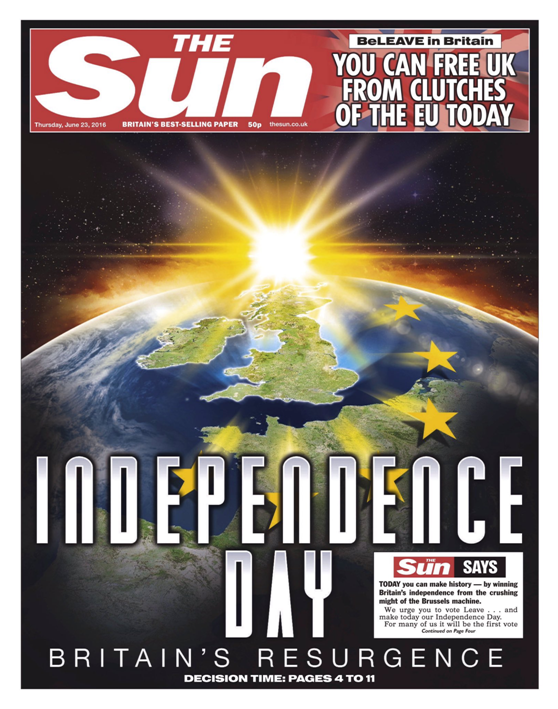 THE
Sun
Thursday, June 23, 2016 BRITAIN'S BEST-SELLING PAPER 50p thesun.co.uk
BeLEAVE in Britain
YOU CAN FREE UK
FROM CLUTCHES
OF THE EU TODAY
INDEPENDENCE
DAY
THE
Sun SAYS
TODAY you can make history — by winning
Britain's independence from the crushing
might of the Brussels machine.
We urge you to vote Leave . . . and
make today our Independence Day.
For many of us it will be the first vote
Continued on Page Four
BRITAIN'S RESURGENCE
DECISION TIME: PAGES 4 TO 11